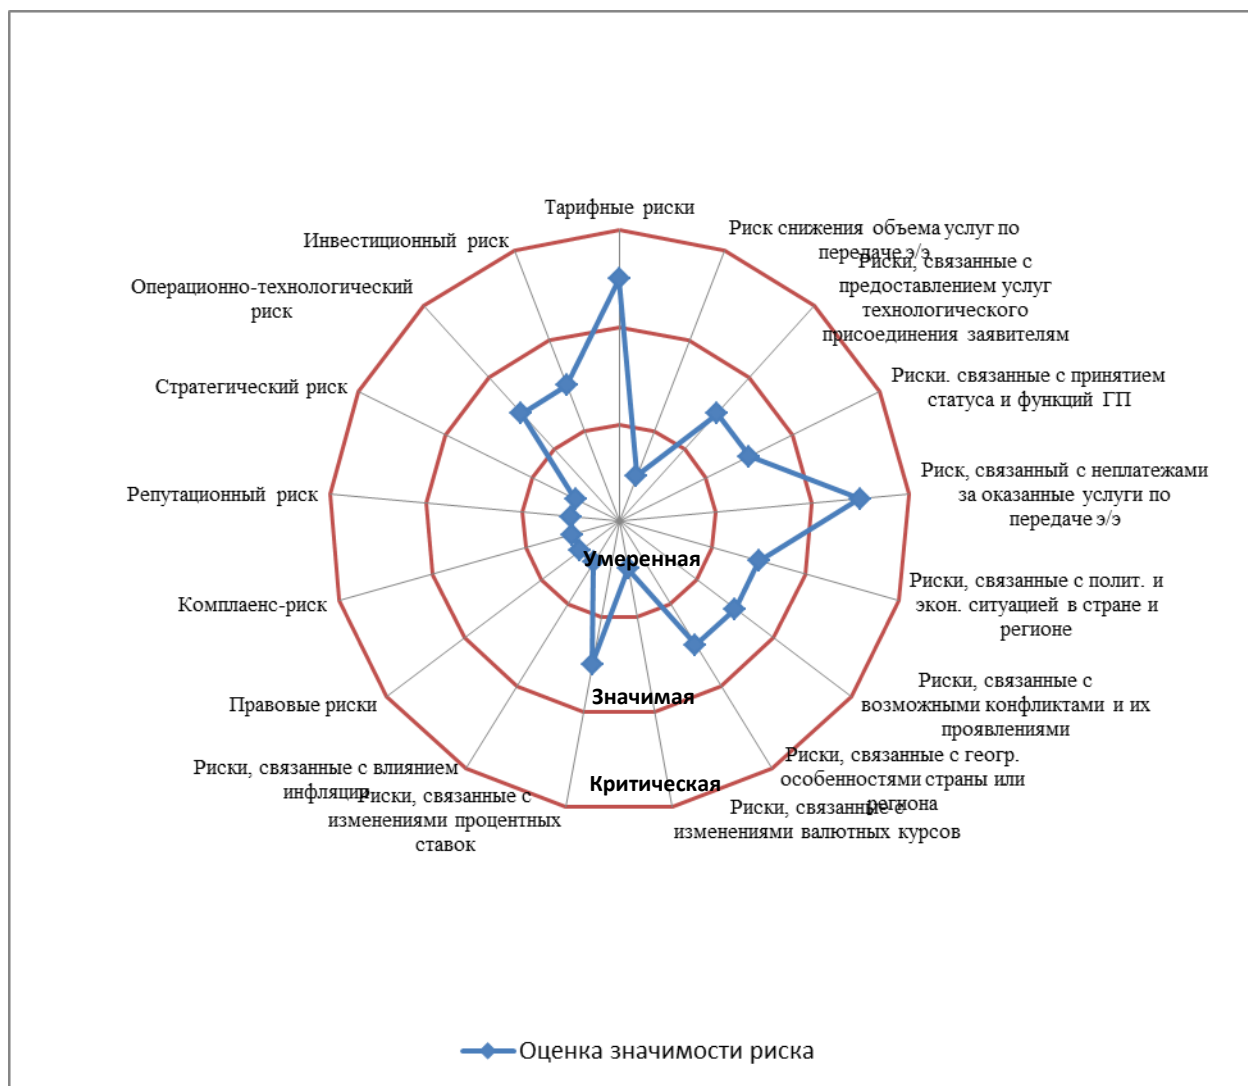 Тарифные риски
Риск снижения объема услуг по
передаче э/э
Риски, связанные с
предоставлением услуг
технологического
присоединения заявителям
Риски. связанные с принятием
статуса и функций ГП
Риск, связанный с неплатежами
за оказанные услуги по
передаче э/э
Риски, связанные с полит. и
экон. ситуацией в стране и
регионе
Риски, связанные с
возможными конфликтами и их
проявлениями
Риски, связанные с геогр.
особенностями страны или
региона
Риски, связанные с
изменениями валютных курсов
Риски, связанные с
изменениями процентных
ставок
Риски, связанные с влиянием
инфляции
Правовые риски
Комплаенс-риск
Репутационный риск
Стратегический риск
Операционно-технологический
риск
Инвестиционный риск
Умеренная
Значимая
Критическая
Оценка значимости риска